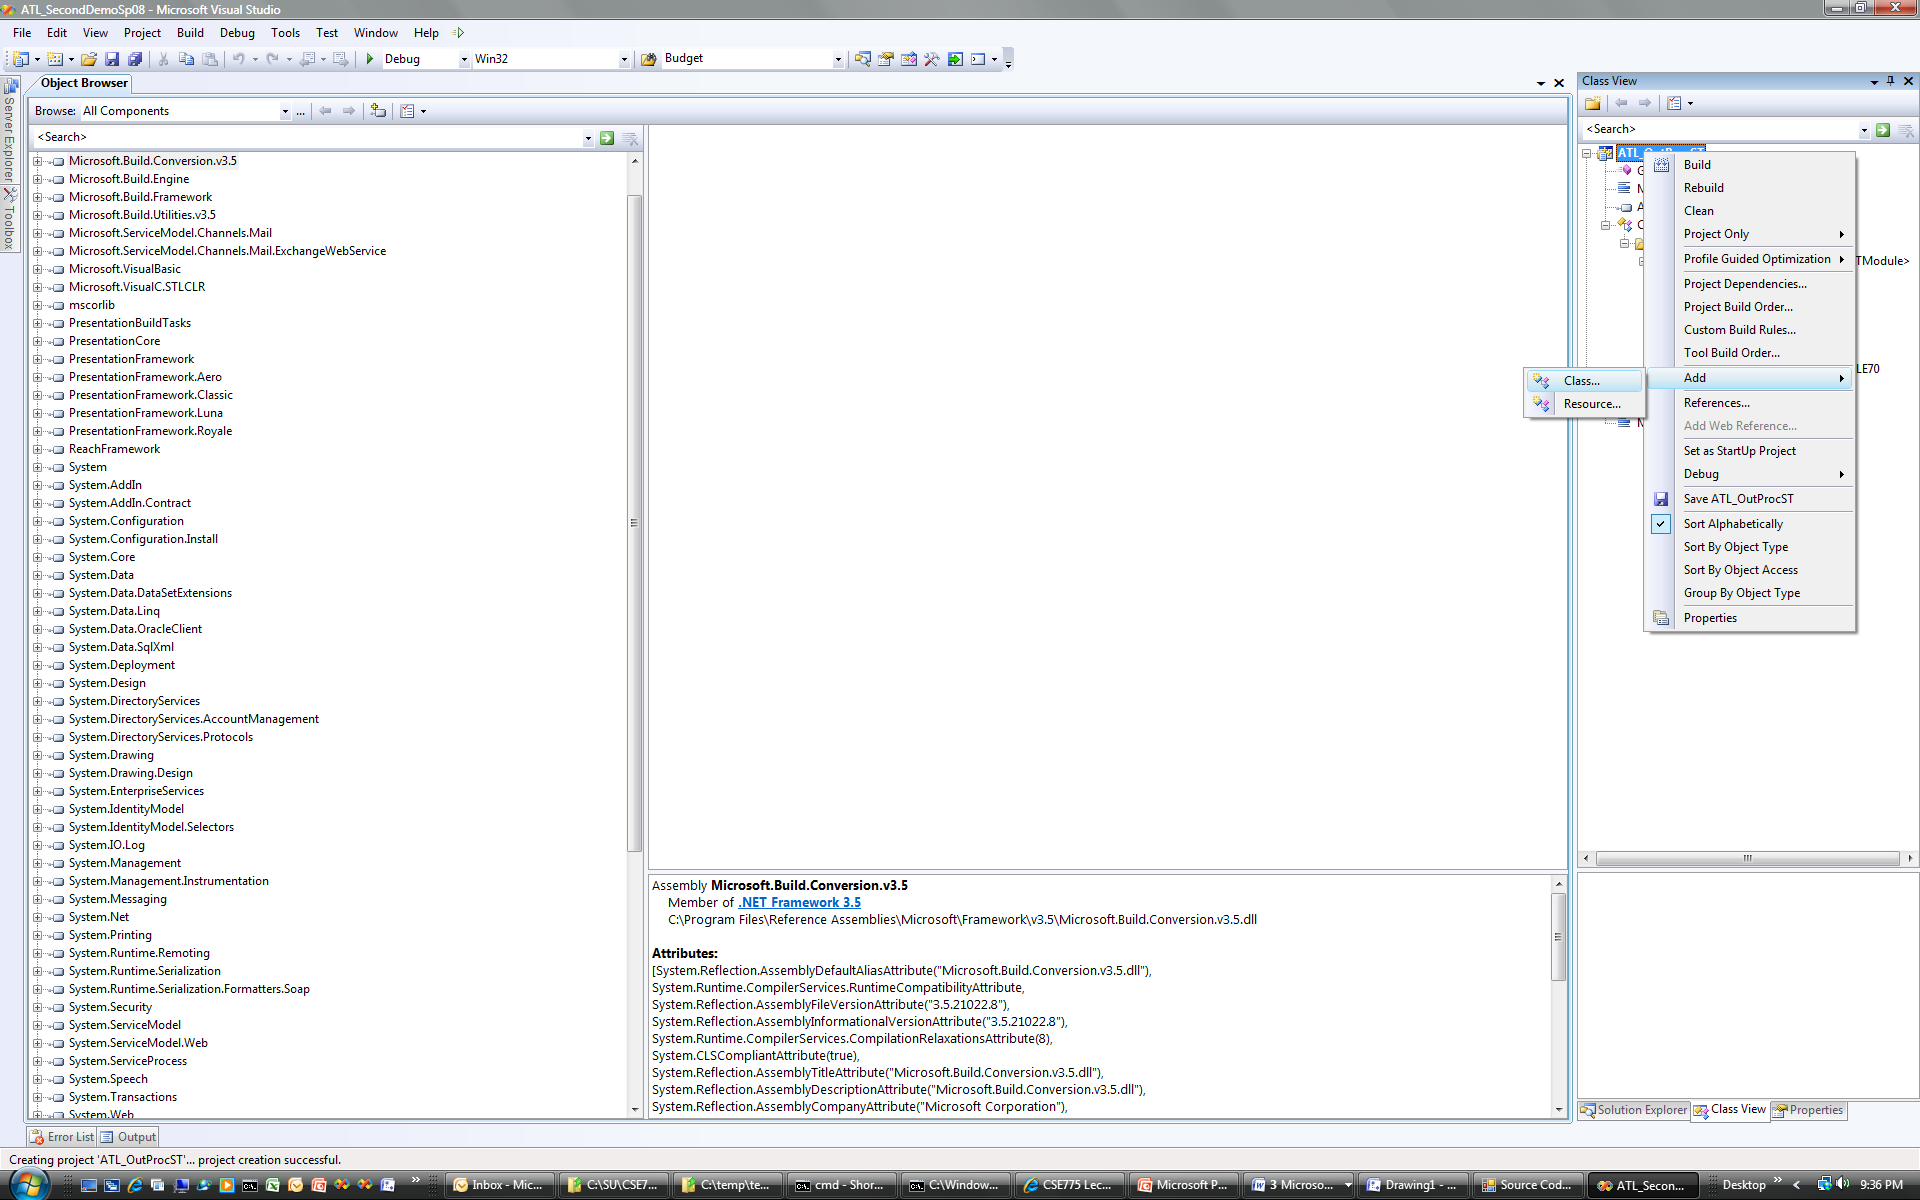 ATL_SecondDemoSp08 - Microsoft Visual Studio
File Edit View Project Build Debug Tools Test Window Help
Debug Win32 Budget
Object Browser
Browse: All Components ...
<Search>
Microsoft.Build.Conversion.v3.5
Microsoft.Build.Engine
Microsoft.Build.Framework
Microsoft.Build.Utilities.v3.5
Microsoft.ServiceModel.Channels.Mail
Microsoft.ServiceModel.Channels.Mail.ExchangeWebService
Microsoft.VisualBasic
Microsoft.VisualC.STLCLR
mscorlib
PresentationBuildTasks
PresentationCore
PresentationFramework
PresentationFramework.Aero
PresentationFramework.Classic
PresentationFramework.Luna
PresentationFramework.Royale
ReachFramework
System
System.AddIn
System.AddIn.Contract
System.Configuration
System.Configuration.Install
System.Core
System.Data
System.Data.DataSetExtensions
System.Data.Linq
System.Data.OracleClient
System.Data.SqlXml
System.Deployment
System.Design
System.DirectoryServices
System.DirectoryServices.AccountManagement
System.DirectoryServices.Protocols
System.Drawing
System.Drawing.Design
System.EnterpriseServices
System.IdentityModel
System.IdentityModel.Selectors
System.IO.Log
System.Management
System.Management.Instrumentation
System.Messaging
System.Net
System.Printing
System.Runtime.Remoting
System.Runtime.Serialization
System.Runtime.Serialization.Formatters.Soap
System.Security
System.ServiceModel
System.ServiceModel.Web
System.ServiceProcess
System.Speech
System.Transactions
System.Web
Server Explorer
Toolbox
Assembly Microsoft.Build.Conversion.v3.5
Member of .NET Framework 3.5
C:\Program Files\Reference Assemblies\Microsoft\Framework\v3.5\Microsoft.Build.Conversion.v3.5.dll
Attributes:
[System.Reflection.AssemblyDefaultAliasAttribute("Microsoft.Build.Conversion.v3.5.dll"),
System.Runtime.CompilerServices.RuntimeCompatibilityAttribute,
System.Reflection.AssemblyFileVersionAttribute("3.5.21022.8"),
System.Reflection.AssemblyInformationalVersionAttribute("3.5.21022.8"),
System.Runtime.CompilerServices.CompilationRelaxationsAttribute(8),
System.CLSCompliantAttribute(true),
System.Reflection.AssemblyTitleAttribute("Microsoft.Build.Conversion.v3.5.dll"),
System.Reflection.AssemblyDescriptionAttribute("Microsoft.Build.Conversion.v3.5.dll"),
System.Reflection.AssemblyCompanyAttribute("Microsoft Corporation"),
Class View
<Search>
ATL_OutProcST
TModule>
LE70
Build
Rebuild
Clean
Project Only
Profile Guided Optimization
Project Dependencies...
Project Build Order...
Custom Build Rules...
Tool Build Order...
Add
References...
Add Web Reference...
Set as StartUp Project
Debug
Save ATL_OutProcST
Sort Alphabetically
Sort By Object Type
Sort By Object Access
Group By Object Type
Properties
Class...
Resource...
Solution Explorer Class View Properties
Error List Output
Creating project 'ATL_OutProcST'... project creation successful.
Inbox - Mic... C:\SU\CSE7... C:\temp\te... cmd - Shor... C:\Window... CSE775 Lec... Microsoft P... 3 Microso... Drawing1 - ... Source Cod... ATL_Secon... Desktop 9:36 PM